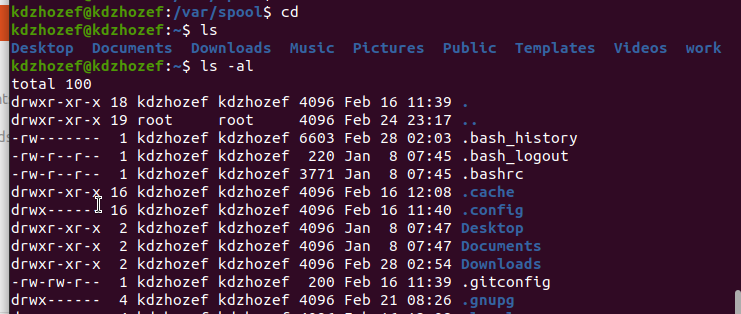 kdzhozef@kdzhozef:/var/spool$ cd
kdzhozef@kdzhozef:~$ ls
Desktop  Documents  Downloads  Music  Pictures  Public  Templates  Videos  work
kdzhozef@kdzhozef:~$ ls -al
total 100
drwxr-xr-x 18 kdzhozef kdzhozef 4096 Feb 16 11:39 .
drwxr-xr-x 19 root     root     4096 Feb 24 23:17 ..
-rw-------  1 kdzhozef kdzhozef 6603 Feb 28 02:03 .bash_history
-rw-r--r--  1 kdzhozef kdzhozef  220 Jan  8 07:45 .bash_logout
-rw-r--r--  1 kdzhozef kdzhozef 3771 Jan  8 07:45 .bashrc
drwxr-xr-x 16 kdzhozef kdzhozef 4096 Feb 16 12:08 .cache
drwx------ 16 kdzhozef kdzhozef 4096 Feb 16 11:40 .config
drwxr-xr-x  2 kdzhozef kdzhozef 4096 Jan  8 07:47 Desktop
drwxr-xr-x  2 kdzhozef kdzhozef 4096 Jan  8 07:47 Documents
drwxr-xr-x  2 kdzhozef kdzhozef 4096 Feb 28 02:54 Downloads
-rw-rw-r--  1 kdzhozef kdzhozef  200 Feb 16 11:39 .gitconfig
drwx------  4 kdzhozef kdzhozef 4096 Feb 21 08:26 .gnupg